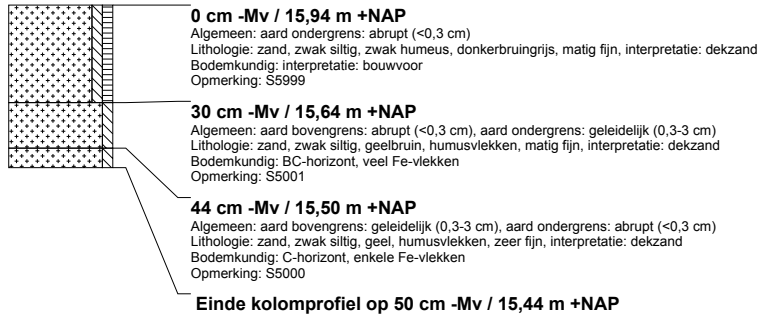 0 cm -Mv / 15,94 m +NAP
Algemeen: aard ondergrens: abrupt (<0,3 cm)
Lithologie: zand, zwak siltig, zwak humeus, donkerbruingrijs, matig fijn, interpretatie: dekzand
Bodemkundig: interpretatie: bouwvoor
Opmerking: S5999
30 cm -Mv / 15,64 m +NAP
Algemeen: aard bovengrens: abrupt (<0,3 cm), aard ondergrens: geleidelijk (0,3-3 cm)
Lithologie: zand, zwak siltig, geelbruin, humusvlekken, matig fijn, interpretatie: dekzand
Bodemkundig: BC-horizont, veel Fe-vlekken
Opmerking: S5001
44 cm -Mv / 15,50 m +NAP
Algemeen: aard bovengrens: geleidelijk (0,3-3 cm), aard ondergrens: abrupt (<0,3 cm)
Lithologie: zand, zwak siltig, geel, humusvlekken, zeer fijn, interpretatie: dekzand
Bodemkundig: C-horizont, enkele Fe-vlekken
Opmerking: S5000
Einde kolomprofiel op 50 cm -Mv / 15,44 m +NAP